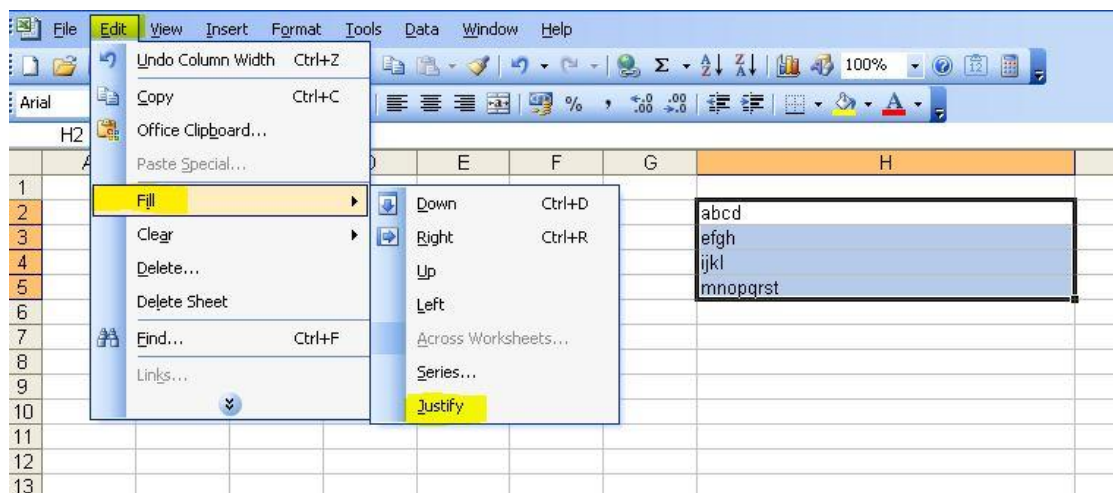 File Edit View Insert Format Tools Data Window Help
Undo Column Width Ctrl+Z
Σ 100% 12
Copy Ctrl+C
Arial % ,
Office Clipboard...
H2
Paste Special...
E F G H
Fill
Clear
Delete...
Delete Sheet
Find... Ctrl+F
Links...
Down Ctrl+D
Right Ctrl+R
Up
Left
Across Worksheets...
Series...
Justify
1
2 abcd
3 efgh
4 ijkl
5 mnopqrst
6
7
8
9
10
11
12
13